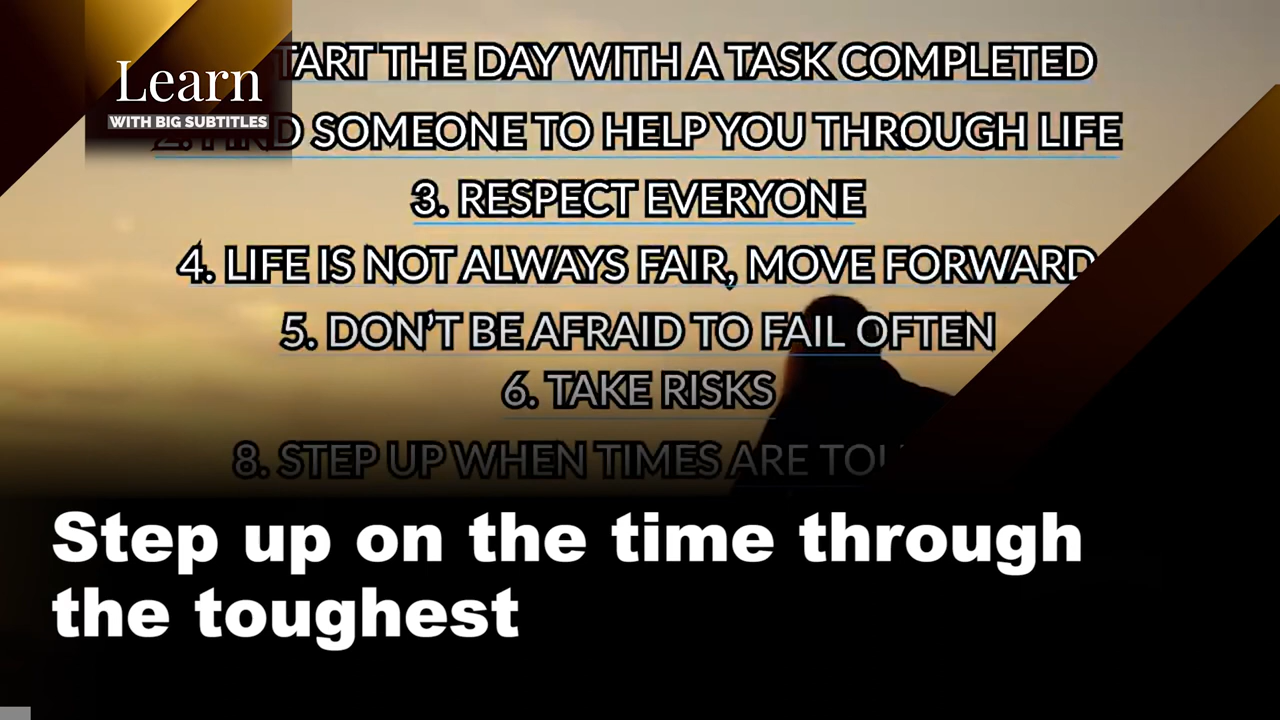 Learn
WITH BIG SUBTITLES
TART THE DAY WITH A TASK COMPLETED
SOMEONE TO HELP YOU THROUGH LIFE
3. RESPECT EVERYONE
4. LIFE IS NOT ALWAYS FAIR, MOVE FORWARD
5. DON'T BE AFRAID TO FAIL OFTEN
6. TAKE RISKS
8. STEP UP WHEN TIMES ARE
Step up on the time through
the toughest